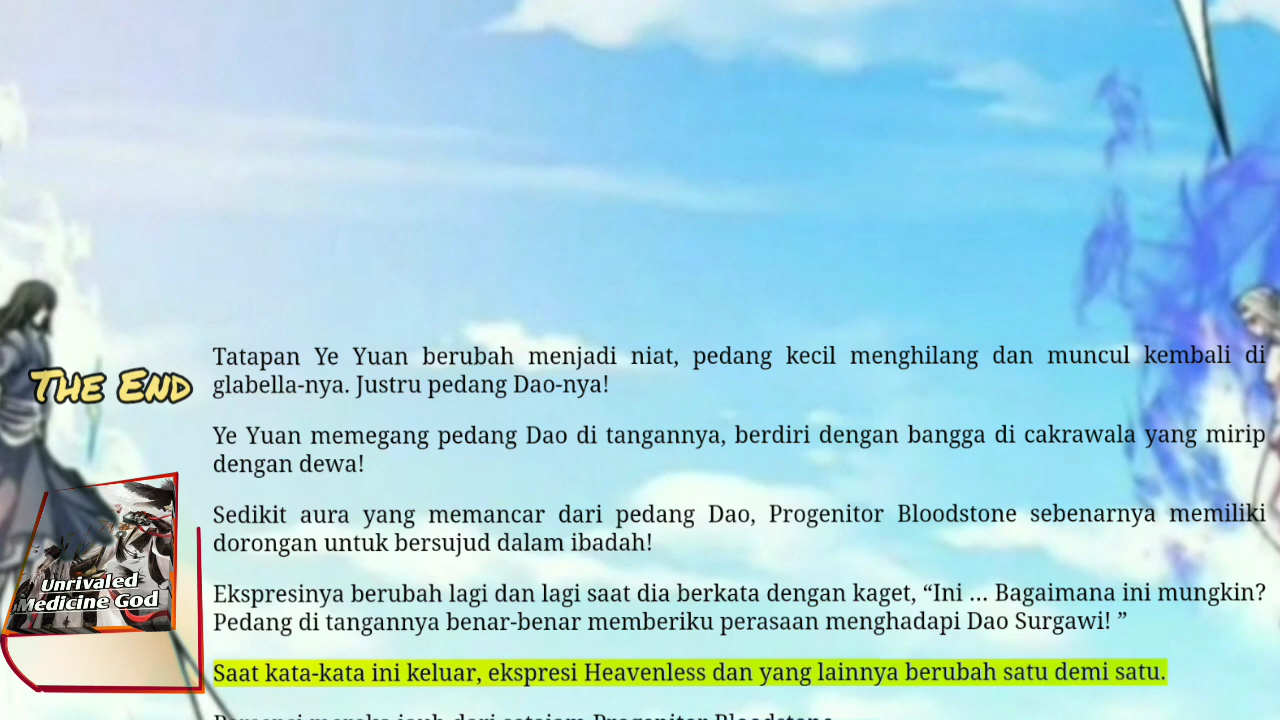 Tatapan Ye Yuan berubah menjadi niat, pedang kecil menghilang dan muncul kembali di
glabella-nya. Justru pedang Dao-nya!
The End
Ye Yuan memegang pedang Dao di tangannya, berdiri dengan bangga di cakrawala yang mirip
dengan dewa!
Sedikit aura yang memancar dari pedang Dao, Progenitor Bloodstone sebenarnya memiliki
dorongan untuk bersujud dalam ibadah!
Unrivaled
Medicine God
Ekspresinya berubah lagi dan lagi saat dia berkata dengan kaget, “Ini ... Bagaimana ini mungkin?
Pedang di tangannya benar-benar memberiku perasaan menghadapi Dao Surgawi! ”
Saat kata-kata ini keluar, ekspresi Heavenless dan yang lainnya berubah satu demi satu.